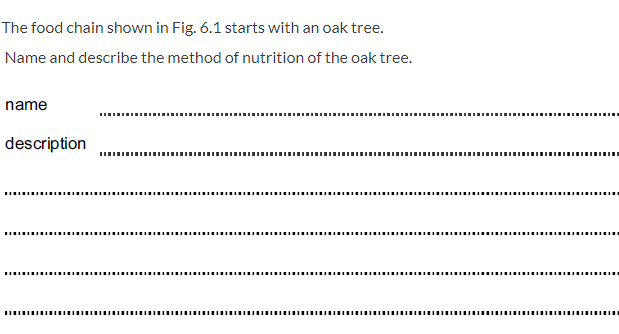 The food chain shown in Fig. 6.1 starts with an oak tree.
Name and describe the method of nutrition of the oak tree.
name
description